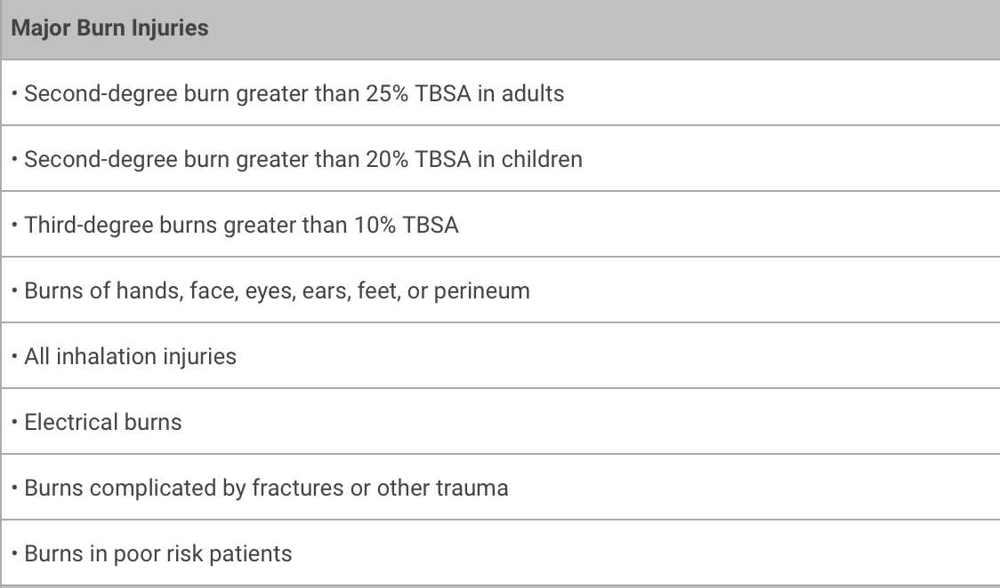 Major Burn Injuries
• Second-degree burn greater than 25% TBSA in adults
• Second-degree burn greater than 20% TBSA in children
• Third-degree burns greater than 10% TBSA
• Burns of hands, face, eyes, ears, feet, or perineum
• All inhalation injuries
• Electrical burns
• Burns complicated by fractures or other trauma
• Burns in poor risk patients